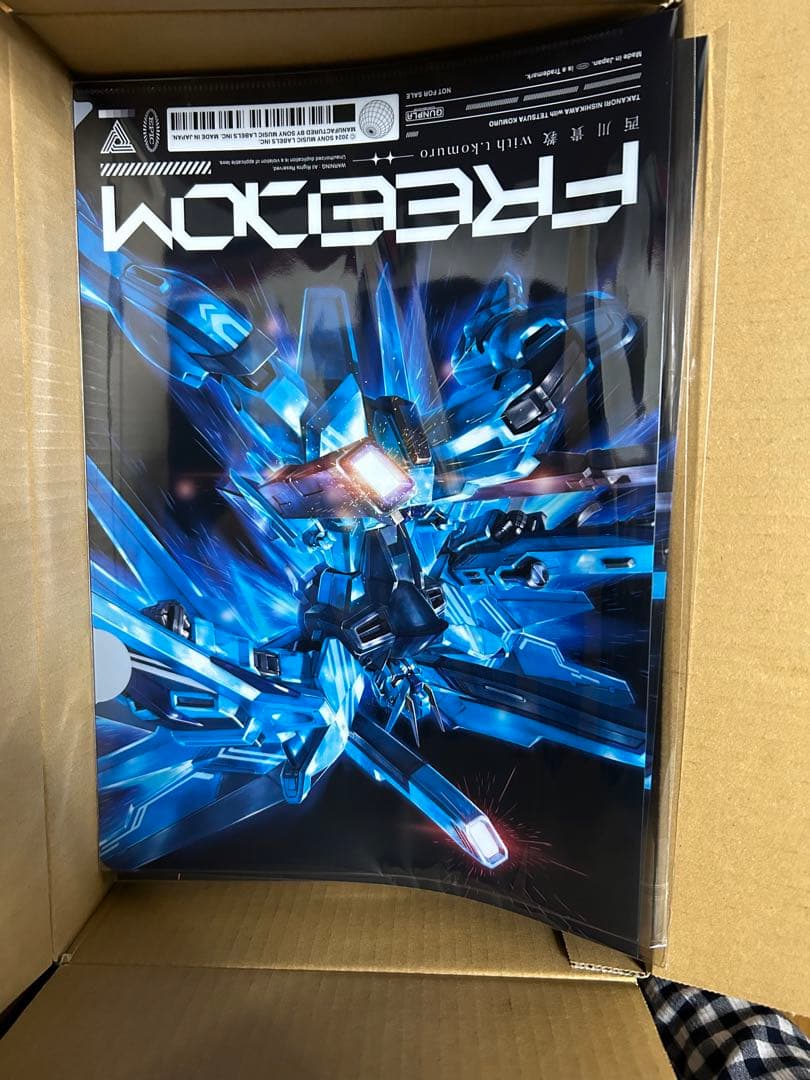 FREEDOM
西川貴教 with t.komuro
WARNING : All Rights Reserved.
Unauthorized duplication is a violation of applicable laws.
TAKANORI NISHIKAWA with TETSUYA KOMURO
© 2024 SONY MUSIC LABELS INC. MADE IN JAPAN.
MANUFACTURED BY SONY MUSIC LABELS INC.
EPIC
GUNPLA
NOT FOR SALE
Made in Japan. is a Trademark.